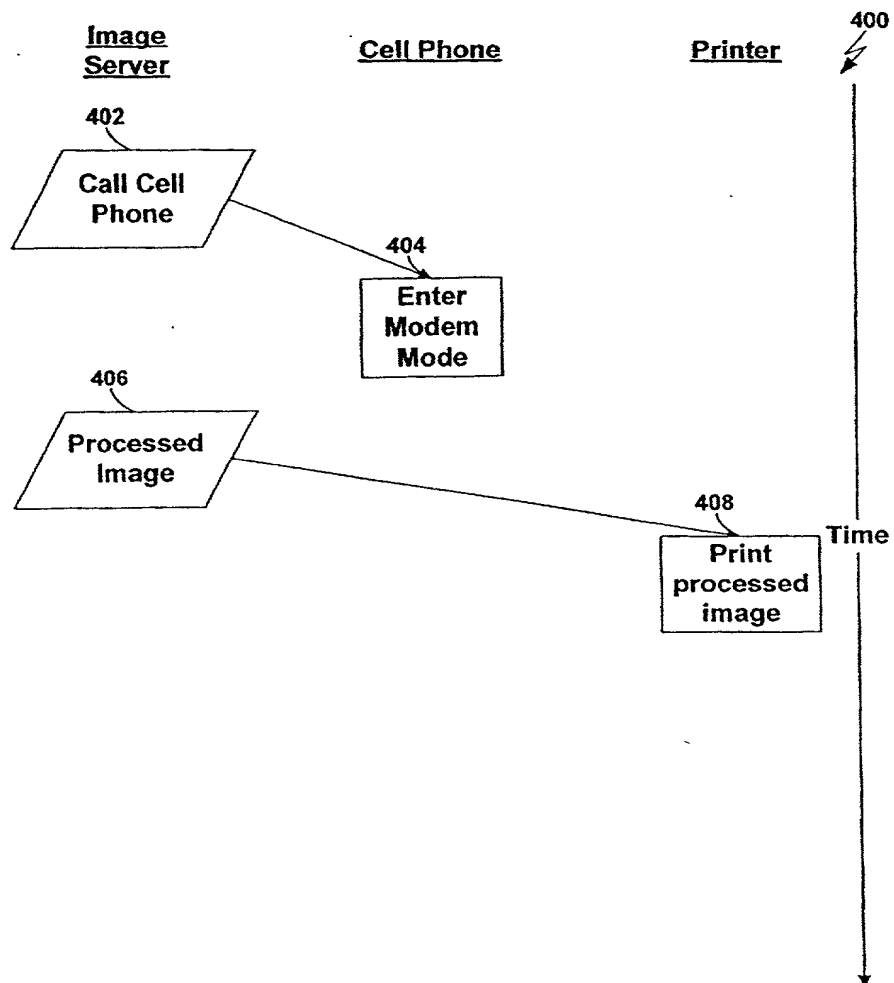 400
Image
Server
Cell Phone
Printer
402
Call Cell
Phone
404
Enter
Modem
Mode
406
Processed
Image
408
Print
processed
image
Time